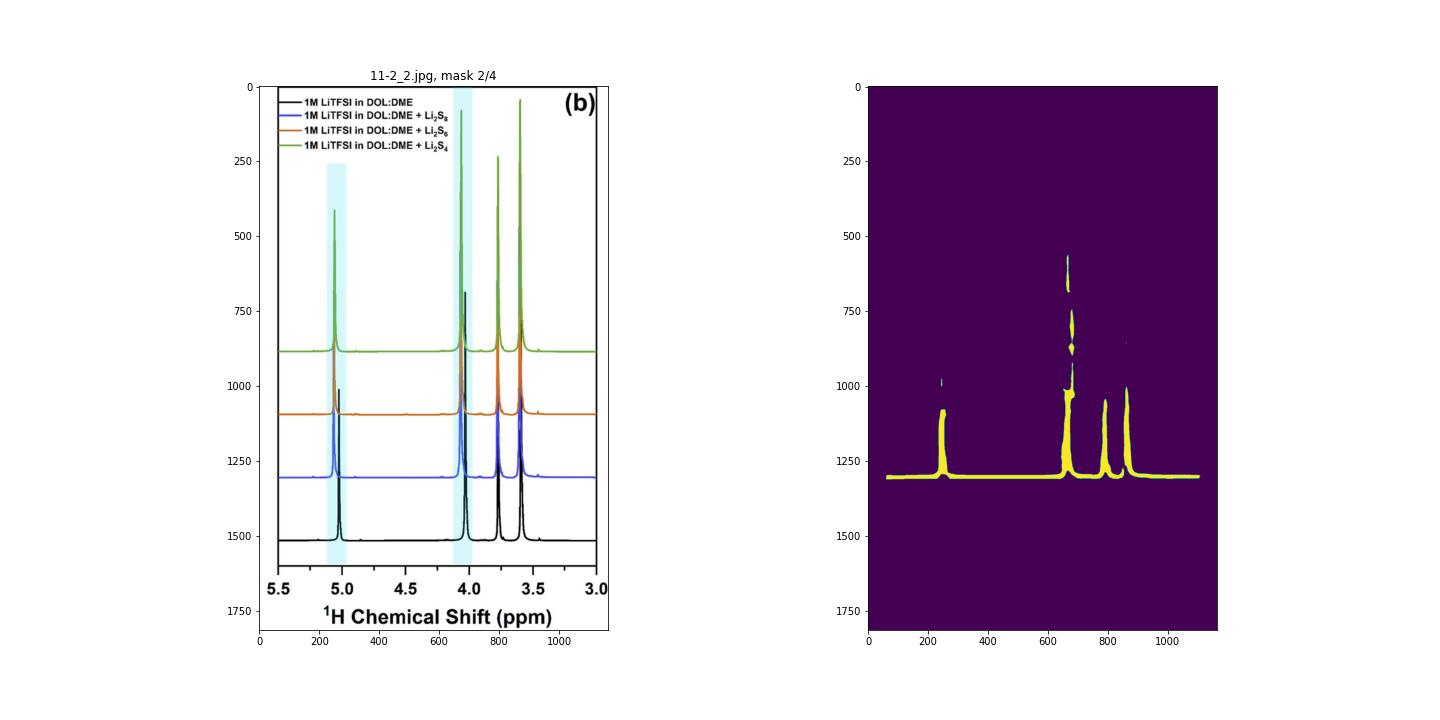 11-2_2.jpg, mask 2/4
(b)
1M LiTFSI in DOL:DME
1M LiTFSI in DOL:DME + Li₂S₈
1M LiTFSI in DOL:DME + Li₂S₆
1M LiTFSI in DOL:DME + Li₂S₄
0
250
500
750
1000
1250
1500
1750
5.5 5.0 4.5 4.0 3.5 3.0
¹H Chemical Shift (ppm)
0 200 400 600 800 1000
0
250
500
750
1000
1250
1500
1750
0 200 400 600 800 1000